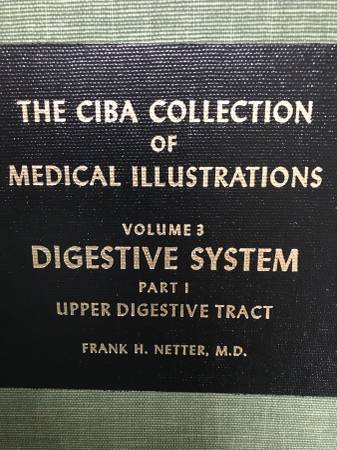 THE CIBA COLLECTION
OF
MEDICAL ILLUSTRATIONS
VOLUME 3
DIGESTIVE SYSTEM
PART I
UPPER DIGESTIVE TRACT
FRANK H. NETTER, M.D.